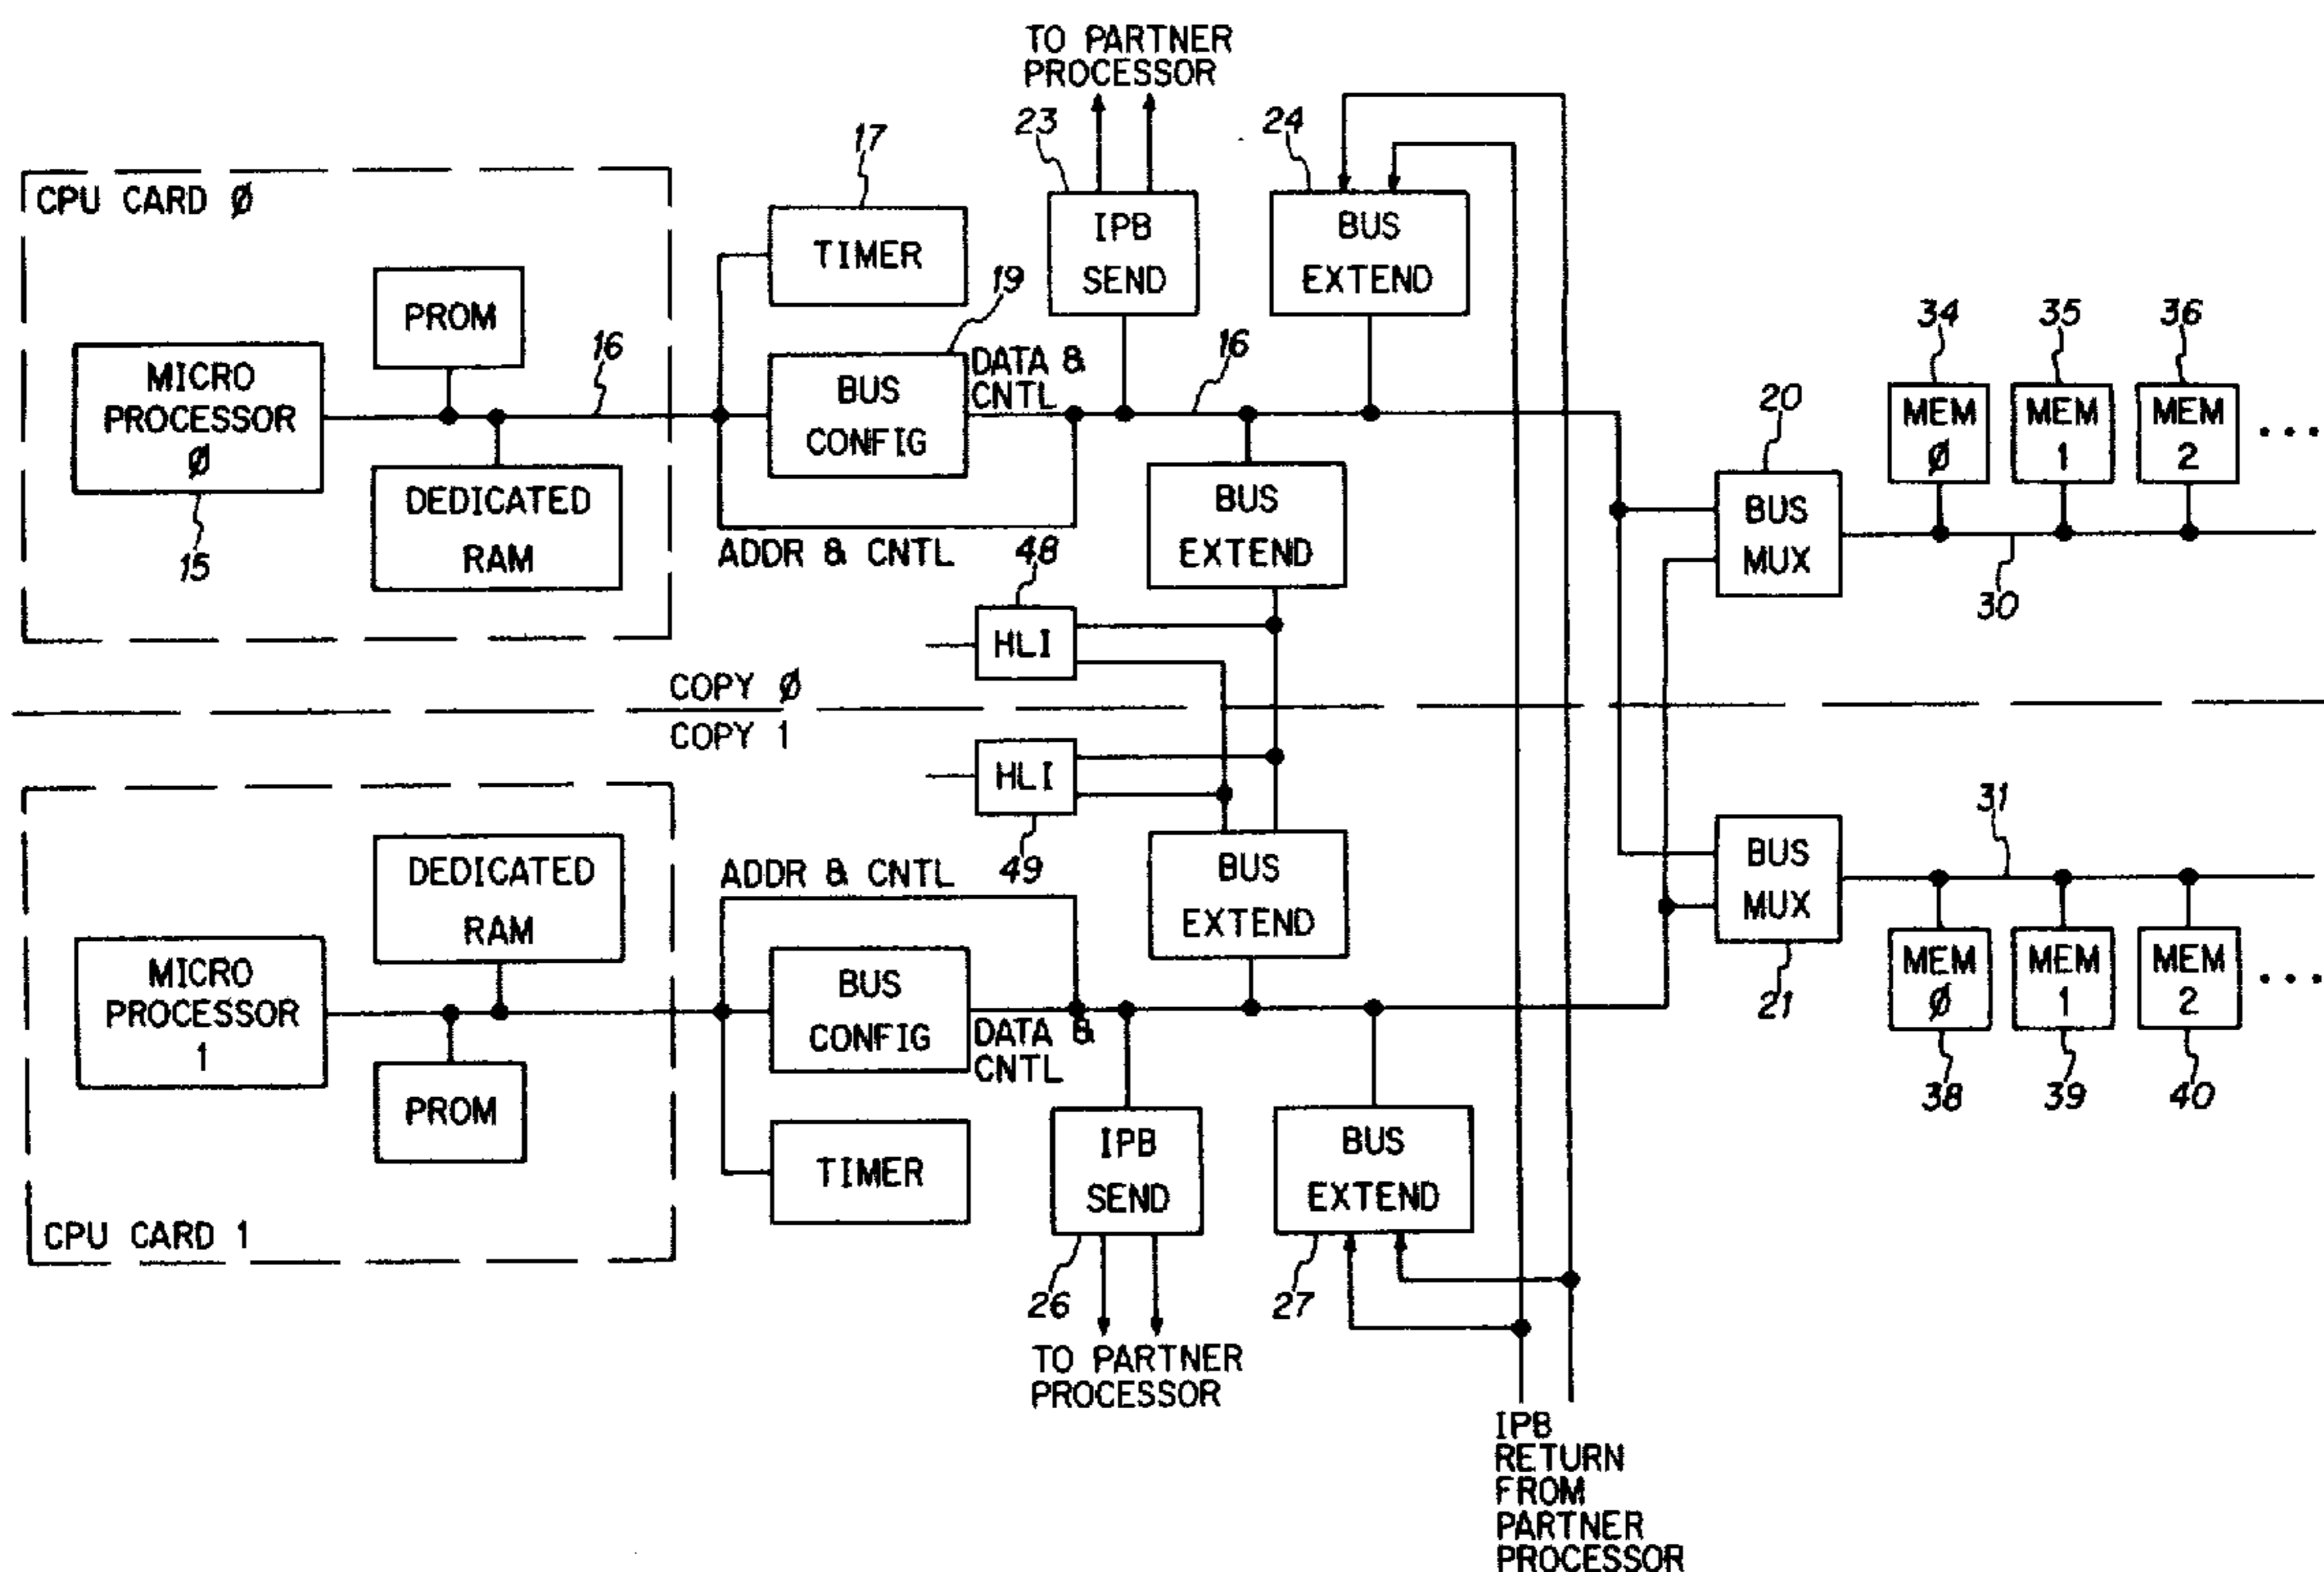 TO PARTNER
PROCESSOR
23
24
17
CPU CARD Ø
TIMER
IPB
SEND
BUS
EXTEND
PROM
16
19
DATA &
CNTL
16
MICRO
PROCESSOR
Ø
15
BUS
CONFIG
DEDICATED
RAM
ADDR & CNTL
BUS
EXTEND
48
HLI
20
BUS
MUX
34
35
36
MEM
Ø
MEM
1
MEM
2
...
30
COPY Ø
COPY 1
HLI
49
BUS
EXTEND
31
BUS
MUX
21
MEM
Ø
MEM
1
MEM
2
...
38
39
40
DEDICATED
RAM
ADDR & CNTL
MICRO
PROCESSOR
1
BUS
CONFIG
DATA &
CNTL
PROM
CPU CARD 1
TIMER
IPB
SEND
BUS
EXTEND
26
27
TO PARTNER
PROCESSOR
IPB
RETURN
FROM
PARTNER
PROCESSOR